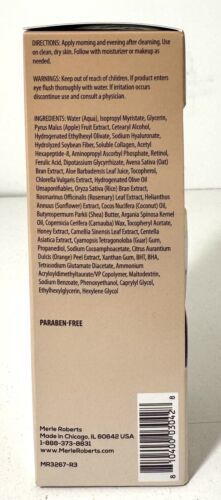 DIRECTIONS: Apply morning and evening after cleansing. Use
on clean, dry skin. Follow with moisturizer or makeup as
needed.
WARNINGS: Keep out of reach of children. If product enters
eye flush thoroughly with water. If irritation occurs
discontinue use and consult a physician.
INGREDIENTS: Water (Aqua), Isopropyl Myristate, Glycerin,
Pyrus Malus (Apple) Fruit Extract, Cetearyl Alcohol,
Hydrogenated Ethylhexyl Olivate, Sodium Hyaluronate,
Hydrolyzed Soybean Fiber, Soluble Collagen, Acetyl
Hexapeptide-8, Aminopropyl Ascorbyl Phosphate, Retinol,
Ferulic Acid, Dipotassium Glycyrrhizate, Avena Sativa (Oat)
Bran Extract, Aloe Barbadensis Leaf Juice, Tocopherol,
Chlorella Vulgaris Extract, Hydrogenated Olive Oil
Unsaponifiables, Oryza Sativa (Rice) Bran Extract,
Rosmarinus Officinalis (Rosemary) Leaf Extract, Helianthus
Annuus (Sunflower) Extract, Cocos Nucifera (Coconut) Oil,
Butyrospermum Parkii (Shea) Butter, Argania Spinosa Kernel
Oil, Copernicia Cerifera (Carnauba) Wax, Tocopheryl Acetate,
Honey Extract, Camellia Sinensis Leaf Extract, Centella
Asiatica Extract, Cyamopsis Tetragonoloba (Guar) Gum,
Propanediol, Sodium Cocoamphoacetate, Citrus Aurantium
Dulcis (Orange) Peel Extract, Xanthan Gum, BHT, BHA,
Tetrasodium Glutamate Diacetate, Ammonium
Acryloyldimethyltaurate/VP Copolymer, Maltodextrin,
Sodium Benzoate, Phenoxyethanol, Caprylyl Glycol,
Ethylhexylglycerin, Hexylene Glycol
PARABEN-FREE
Merle Roberts
Made in Chicago, IL 60642 USA
1-866-373-8831
www.MerleRoberts.com
MR3267-R3
8 10400 03042 8